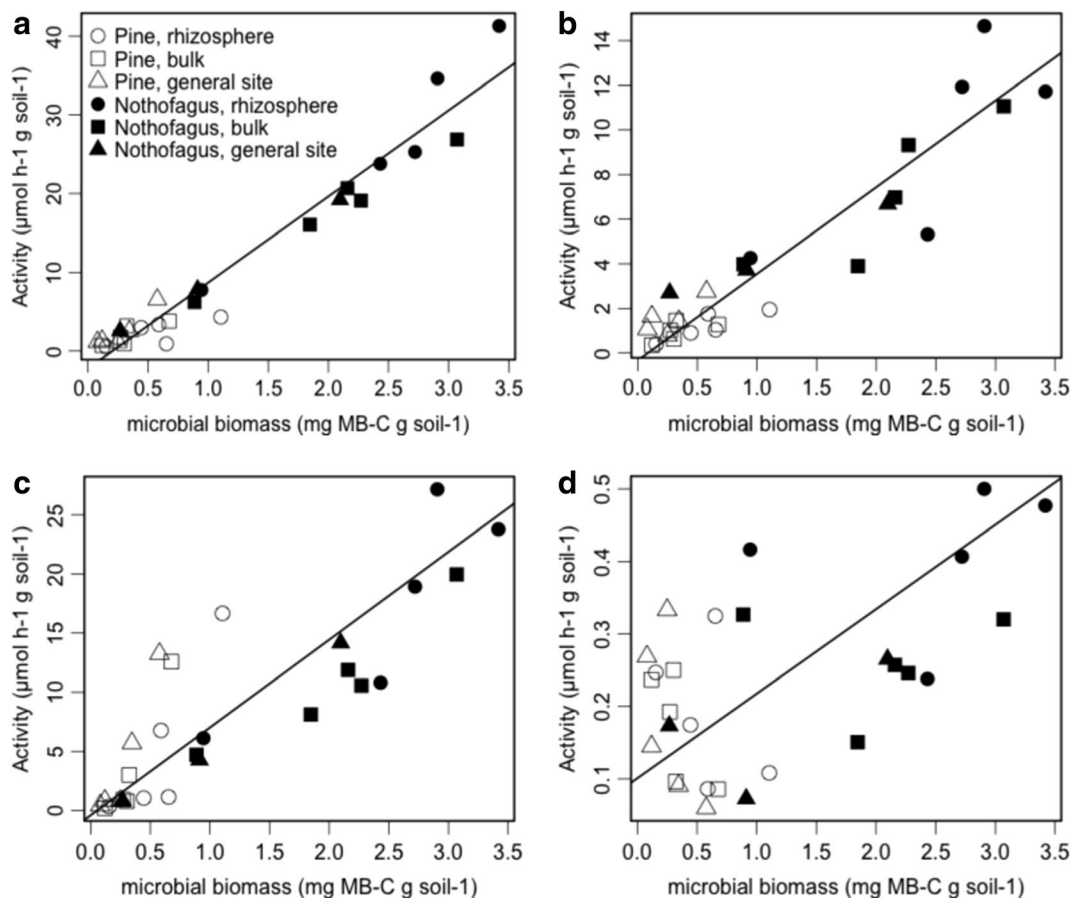 a
40
30
20
10
0
Activity (µmol h-1 g soil-1)
Pine, rhizosphere
Pine, bulk
Pine, general site
Nothofagus, rhizosphere
Nothofagus, bulk
Nothofagus, general site
0.0 0.5 1.0 1.5 2.0 2.5 3.0 3.5
microbial biomass (mg MB-C g soil-1)
b
14
12
10
8
6
4
2
0
Activity (µmol h-1 g soil-1)
0.0 0.5 1.0 1.5 2.0 2.5 3.0 3.5
microbial biomass (mg MB-C g soil-1)
c
25
20
15
10
5
0
Activity (µmol h-1 g soil-1)
0.0 0.5 1.0 1.5 2.0 2.5 3.0 3.5
microbial biomass (mg MB-C g soil-1)
d
0.5
0.4
0.3
0.2
0.1
Activity (µmol h-1 g soil-1)
0.0 0.5 1.0 1.5 2.0 2.5 3.0 3.5
microbial biomass (mg MB-C g soil-1)